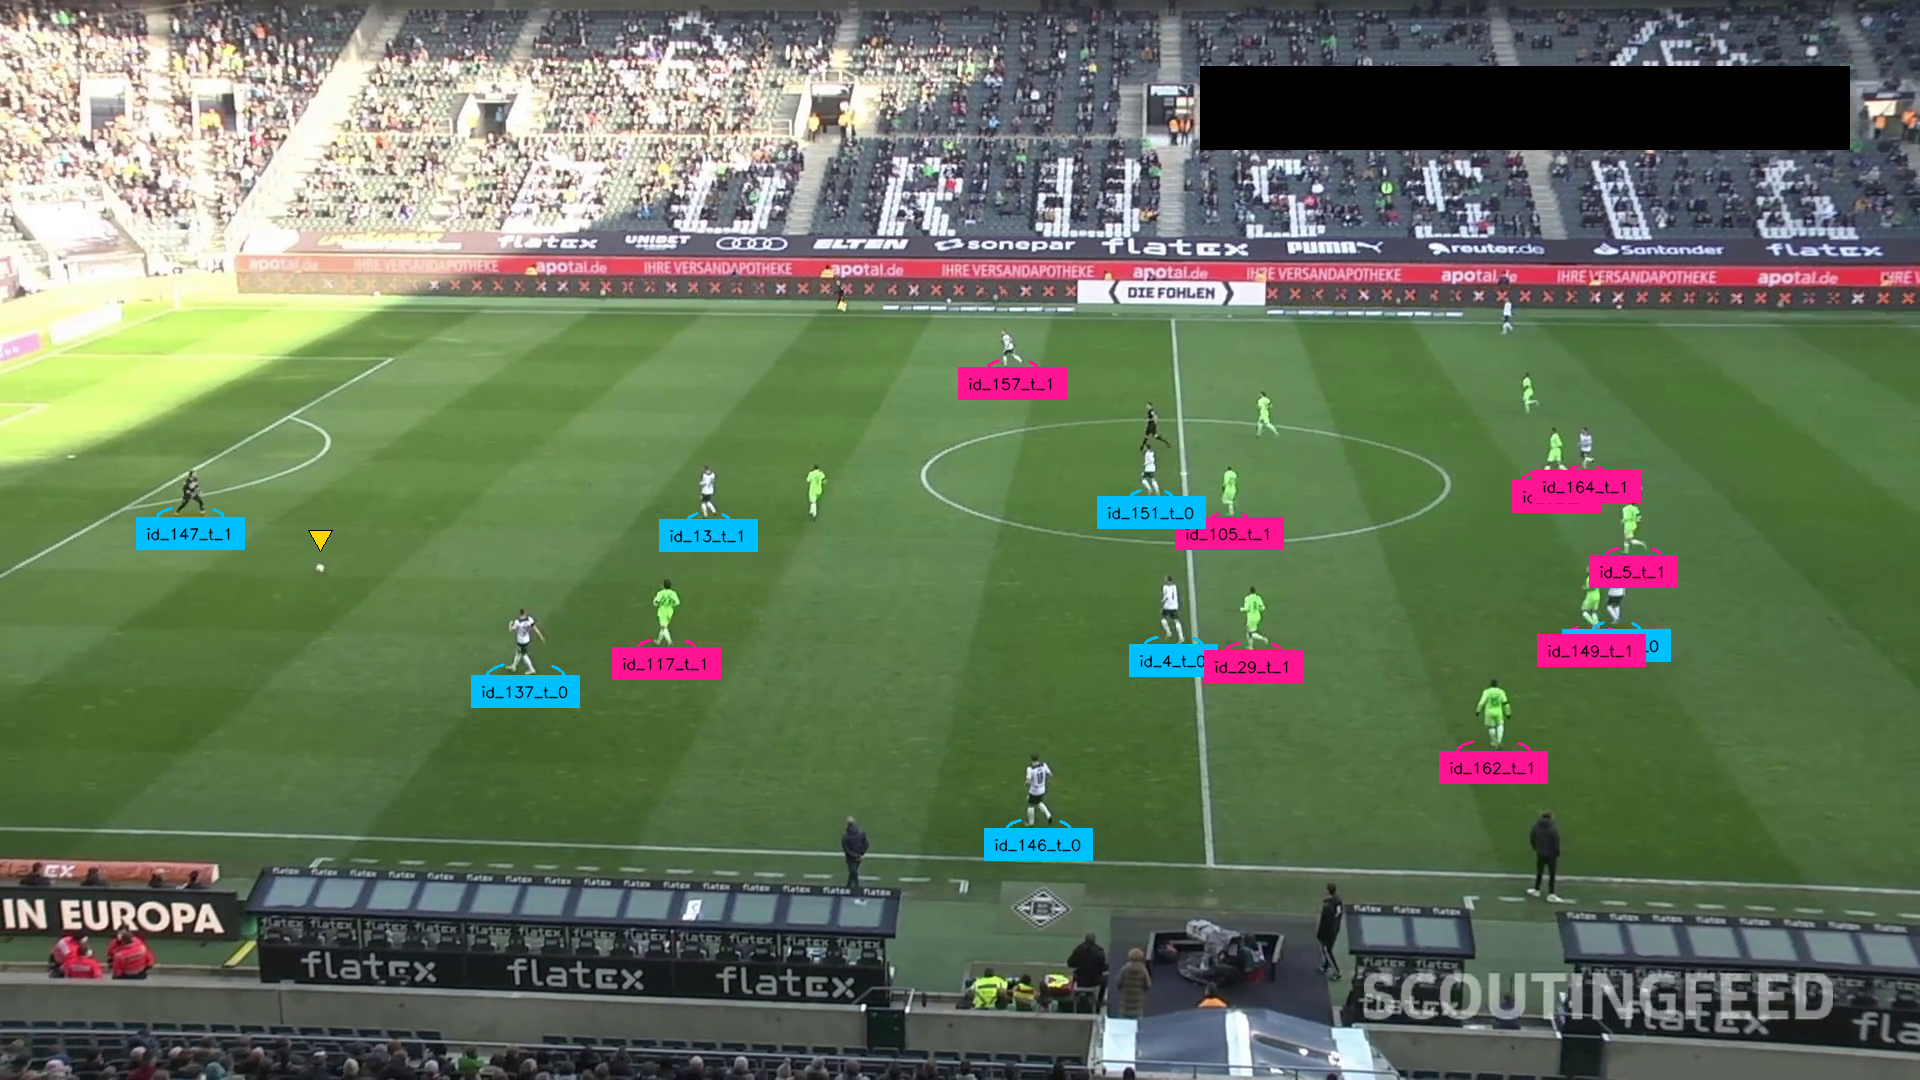 BORUSSIA
flatex UNIBET ELTEN sonepar flatex PUMA reuter.de Santander flatex
apotal.de IHRE VERSANDAPOTHEKE apotal.de IHRE VERSANDAPOTHEKE apotal.de IHRE VERSANDAPOTHEKE apotal.de IHRE VERSANDAPOTHEKE apotal.de IHRE VERSANDAPOTHEKE apotal.de
DIE FOHLEN
id_157_t_1
id_164_t_1
id_151_t_0
id_147_t_1
id_13_t_1
id_105_t_1
id_5_t_1
id_149_t_1
id_117_t_1
id_4_t_0
id_29_t_1
id_137_t_0
id_162_t_1
id_146_t_0
IN EUROPA
flatex flatex flatex
SCOUTINGFEED
flatex